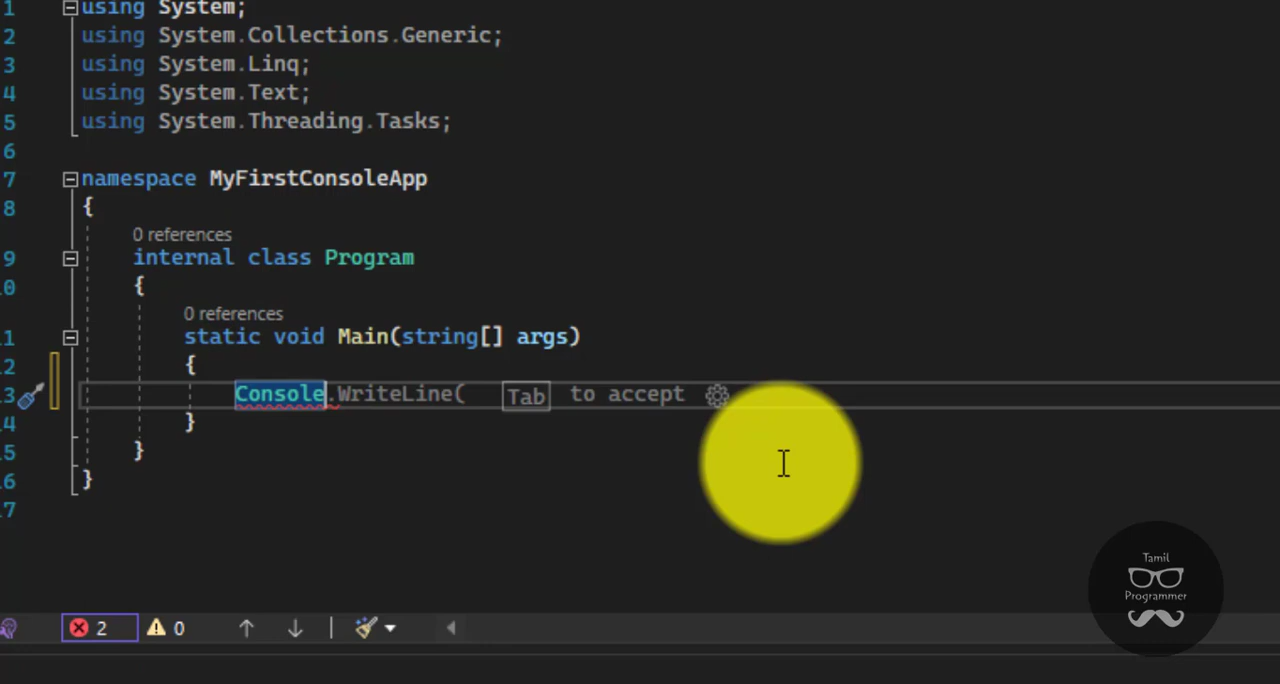 1 using System;
2 using System.Collections.Generic;
3 using System.Linq;
4 using System.Text;
5 using System.Threading.Tasks;
6
7 namespace MyFirstConsoleApp
8 {
0 references
9 internal class Program
0 {
0 references
1 static void Main(string[] args)
2 {
3 Console.WriteLine( Tab to accept
4 }
5 }
6 }
7
2 0
Tamil
Programmer